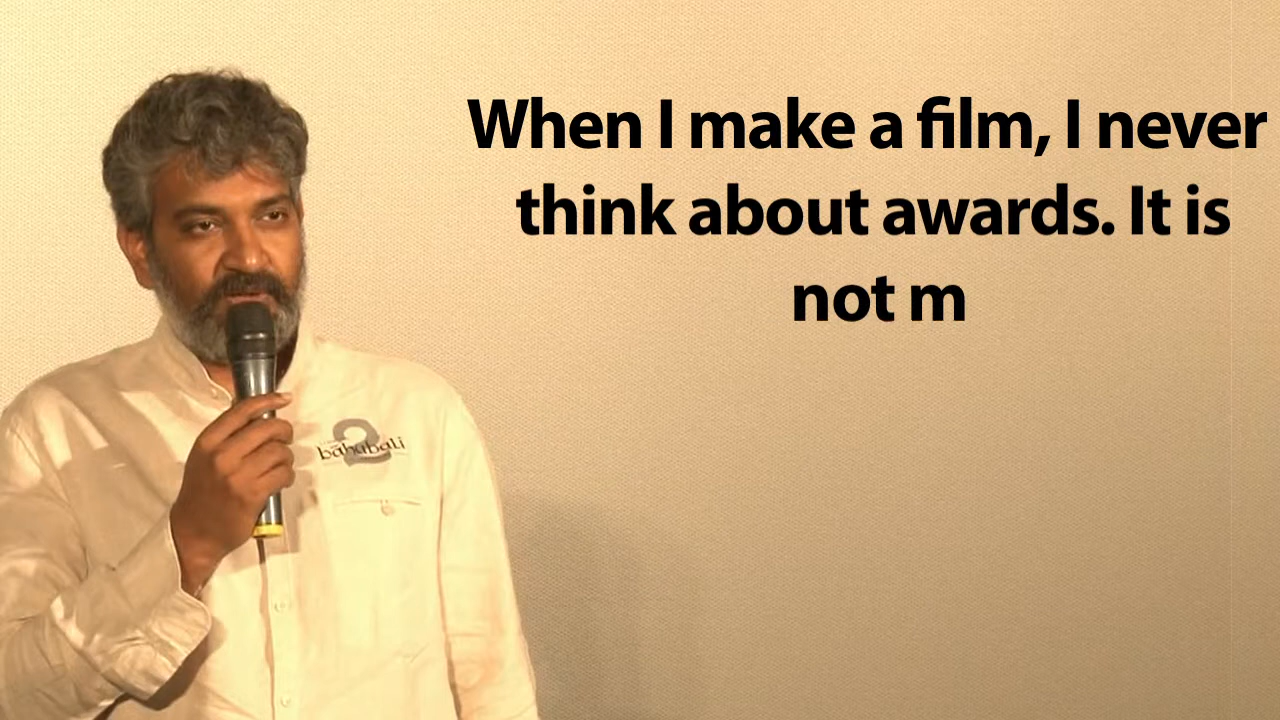 When I make a film, I never
think about awards. It is
not m
2
bahubali